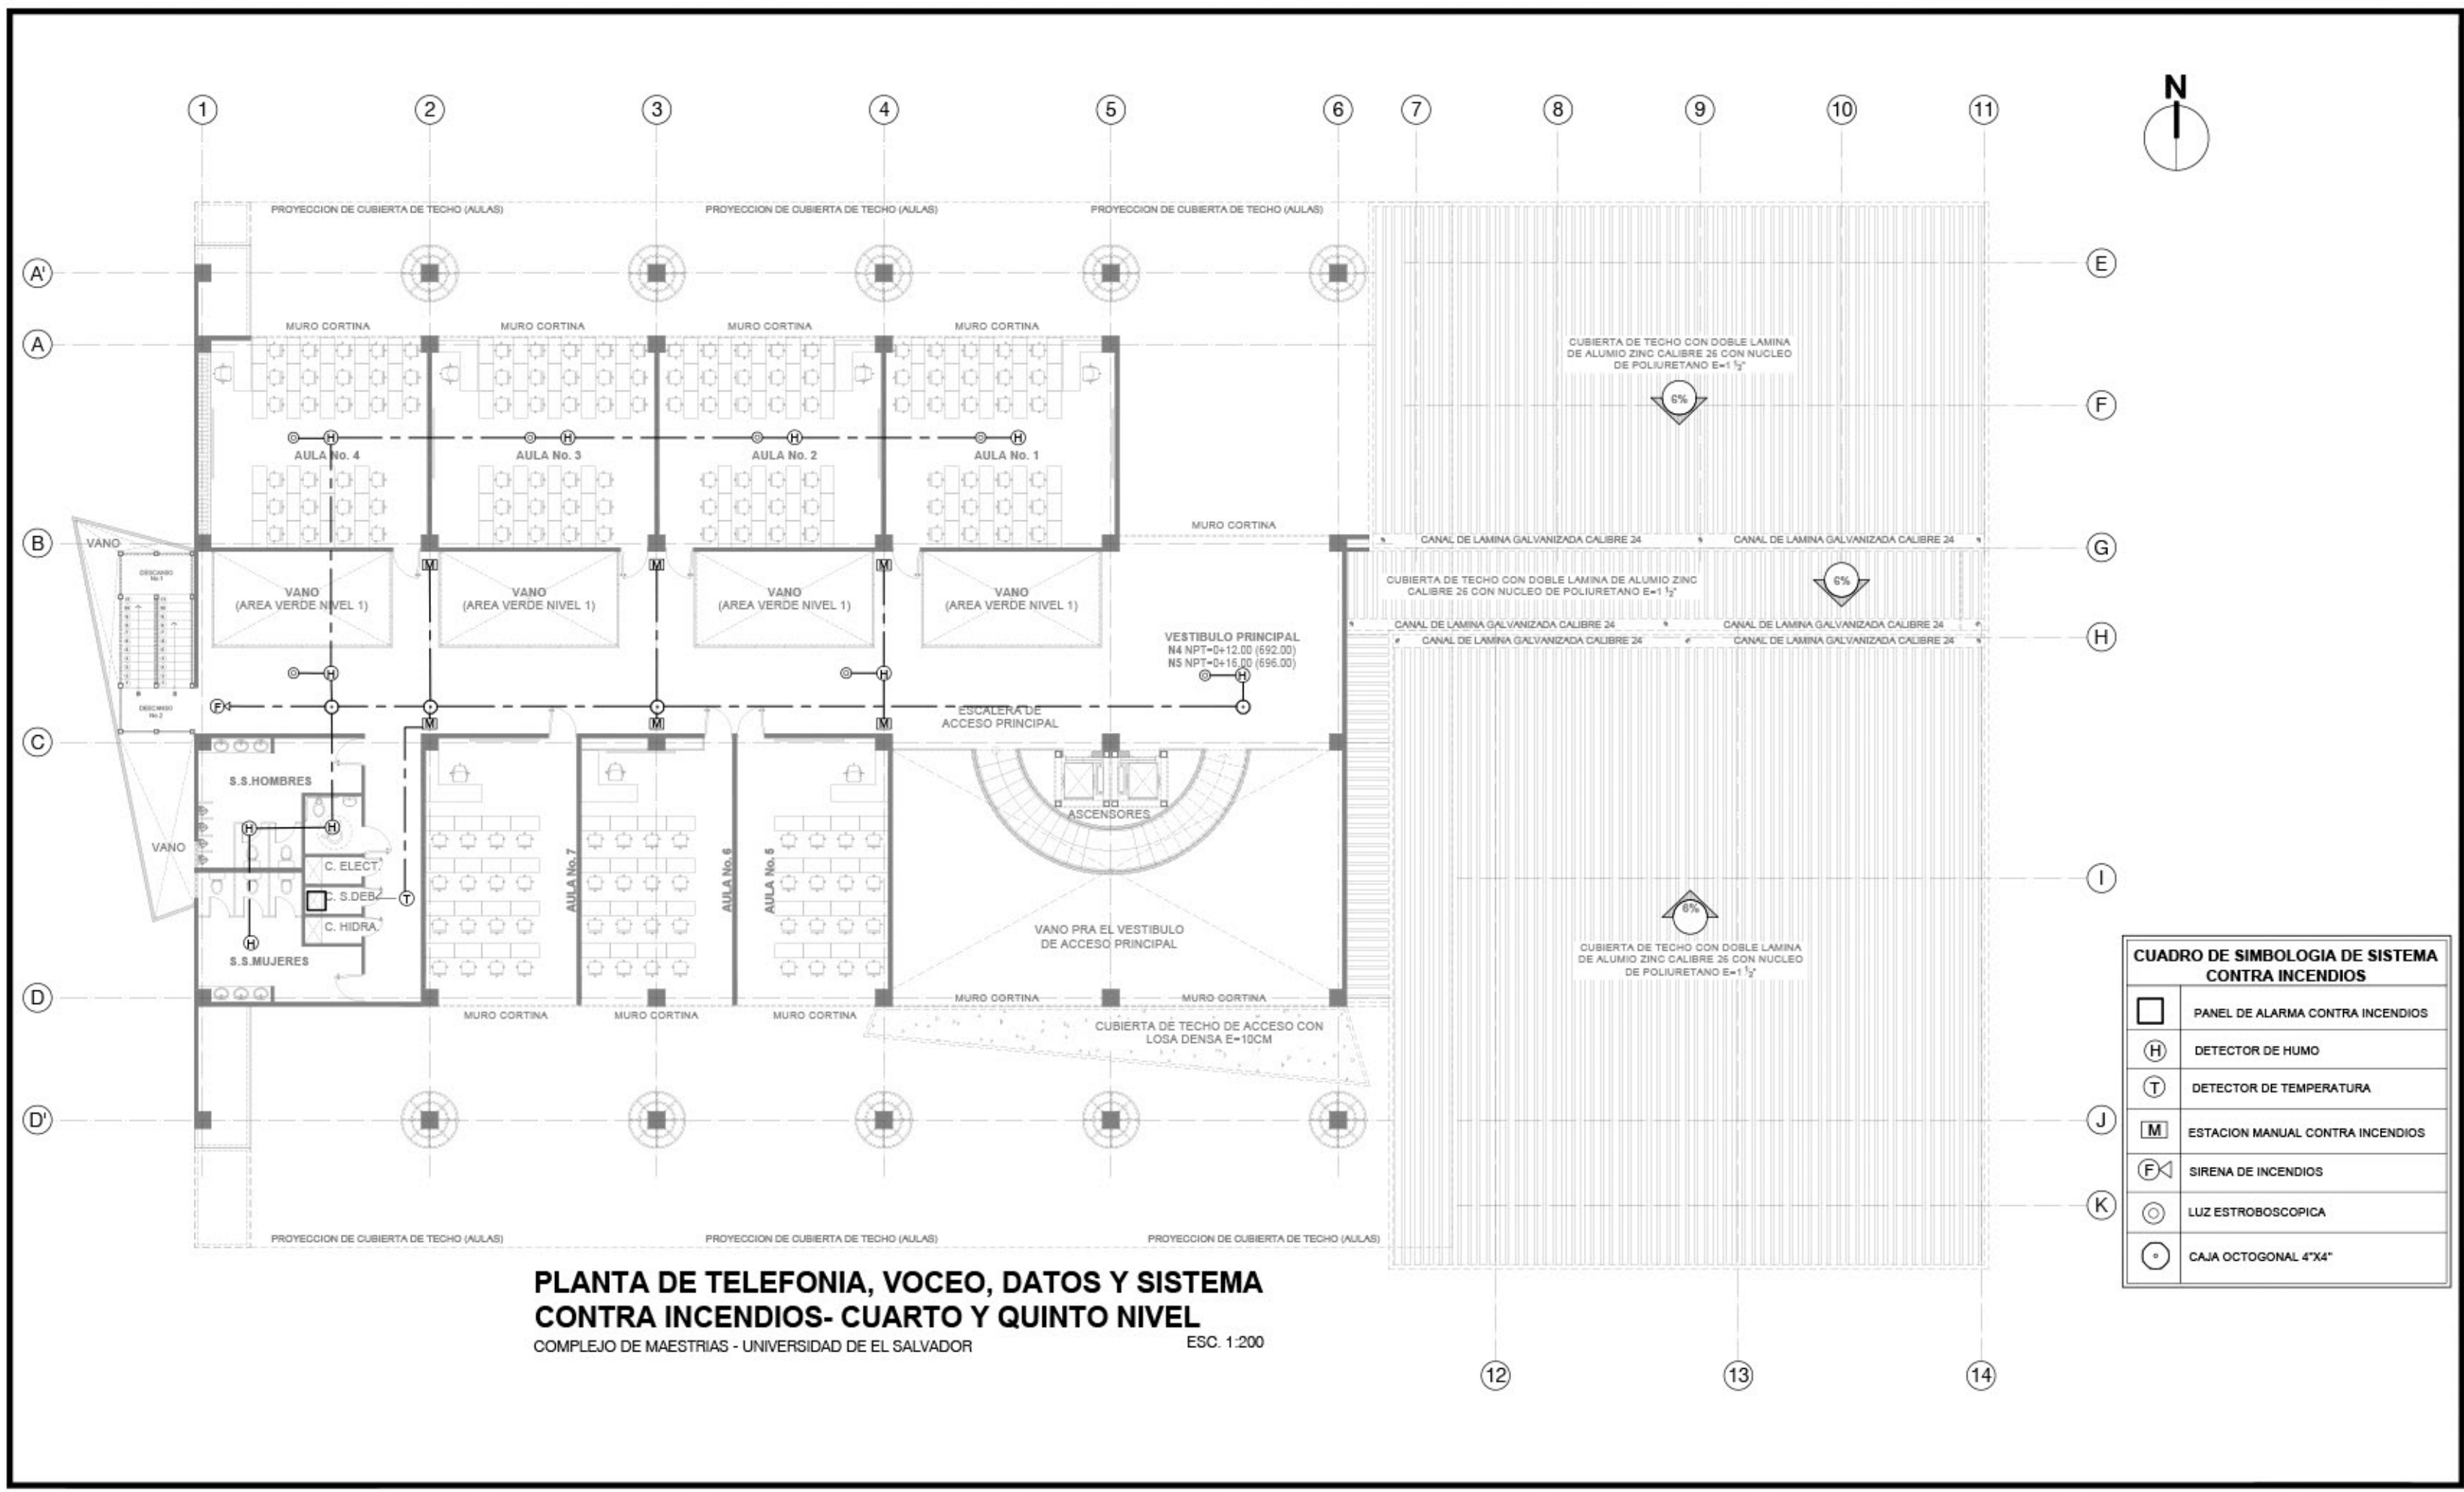 N
1 2 3 4 5 6 7 8 9 10 11
PROYECCION DE CUBIERTA DE TECHO (AULAS) PROYECCION DE CUBIERTA DE TECHO (AULAS) PROYECCION DE CUBIERTA DE TECHO (AULAS)
A' E
A
MURO CORTINA MURO CORTINA MURO CORTINA MURO CORTINA
CUBIERTA DE TECHO CON DOBLE LAMINA
DE ALUMIO ZINC CALIBRE 26 CON NUCLEO
DE POLIURETANO E=1 ½"
6%
F
H H H H
AULA No. 4 AULA No. 3 AULA No. 2 AULA No. 1
MURO CORTINA
B G
VANO
CANAL DE LAMINA GALVANIZADA CALIBRE 24 CANAL DE LAMINA GALVANIZADA CALIBRE 24
M M M
DESCANSO
No.1
CUBIERTA DE TECHO CON DOBLE LAMINA DE ALUMIO ZINC
CALIBRE 26 CON NUCLEO DE POLIURETANO E=1 ½"
6%
VANO
(AREA VERDE NIVEL 1)
VANO
(AREA VERDE NIVEL 1)
VANO
(AREA VERDE NIVEL 1)
VANO
(AREA VERDE NIVEL 1)
CANAL DE LAMINA GALVANIZADA CALIBRE 24 CANAL DE LAMINA GALVANIZADA CALIBRE 24
CANAL DE LAMINA GALVANIZADA CALIBRE 24 CANAL DE LAMINA GALVANIZADA CALIBRE 24
H
VESTIBULO PRINCIPAL
N4 NPT=0+12.00 (692.00)
N5 NPT=0+16.00 (696.00)
H H H
DESCANSO
No.2
F
M M M
ESCALERA DE
ACCESO PRINCIPAL
C
S.S.HOMBRES
ASCENSORES
H H
VANO
C. ELECT.
C. S.DEB.
T
C. HIDRA.
H
S.S.MUJERES
AULA No. 7
AULA No. 6
AULA No. 5
I
6%
VANO PRA EL VESTIBULO
DE ACCESO PRINCIPAL
CUBIERTA DE TECHO CON DOBLE LAMINA
DE ALUMIO ZINC CALIBRE 26 CON NUCLEO
DE POLIURETANO E=1 ½"
D
MURO CORTINA MURO CORTINA
MURO CORTINA MURO CORTINA MURO CORTINA
CUBIERTA DE TECHO DE ACCESO CON
LOSA DENSA E=10CM
D' J
K
PROYECCION DE CUBIERTA DE TECHO (AULAS) PROYECCION DE CUBIERTA DE TECHO (AULAS) PROYECCION DE CUBIERTA DE TECHO (AULAS)
12 13 14
CUADRO DE SIMBOLOGIA DE SISTEMA
CONTRA INCENDIOS
PANEL DE ALARMA CONTRA INCENDIOS
H DETECTOR DE HUMO
T DETECTOR DE TEMPERATURA
M ESTACION MANUAL CONTRA INCENDIOS
F SIRENA DE INCENDIOS
LUZ ESTROBOSCOPICA
CAJA OCTOGONAL 4"X4"
PLANTA DE TELEFONIA, VOCEO, DATOS Y SISTEMA
CONTRA INCENDIOS- CUARTO Y QUINTO NIVEL
COMPLEJO DE MAESTRIAS - UNIVERSIDAD DE EL SALVADOR ESC. 1:200